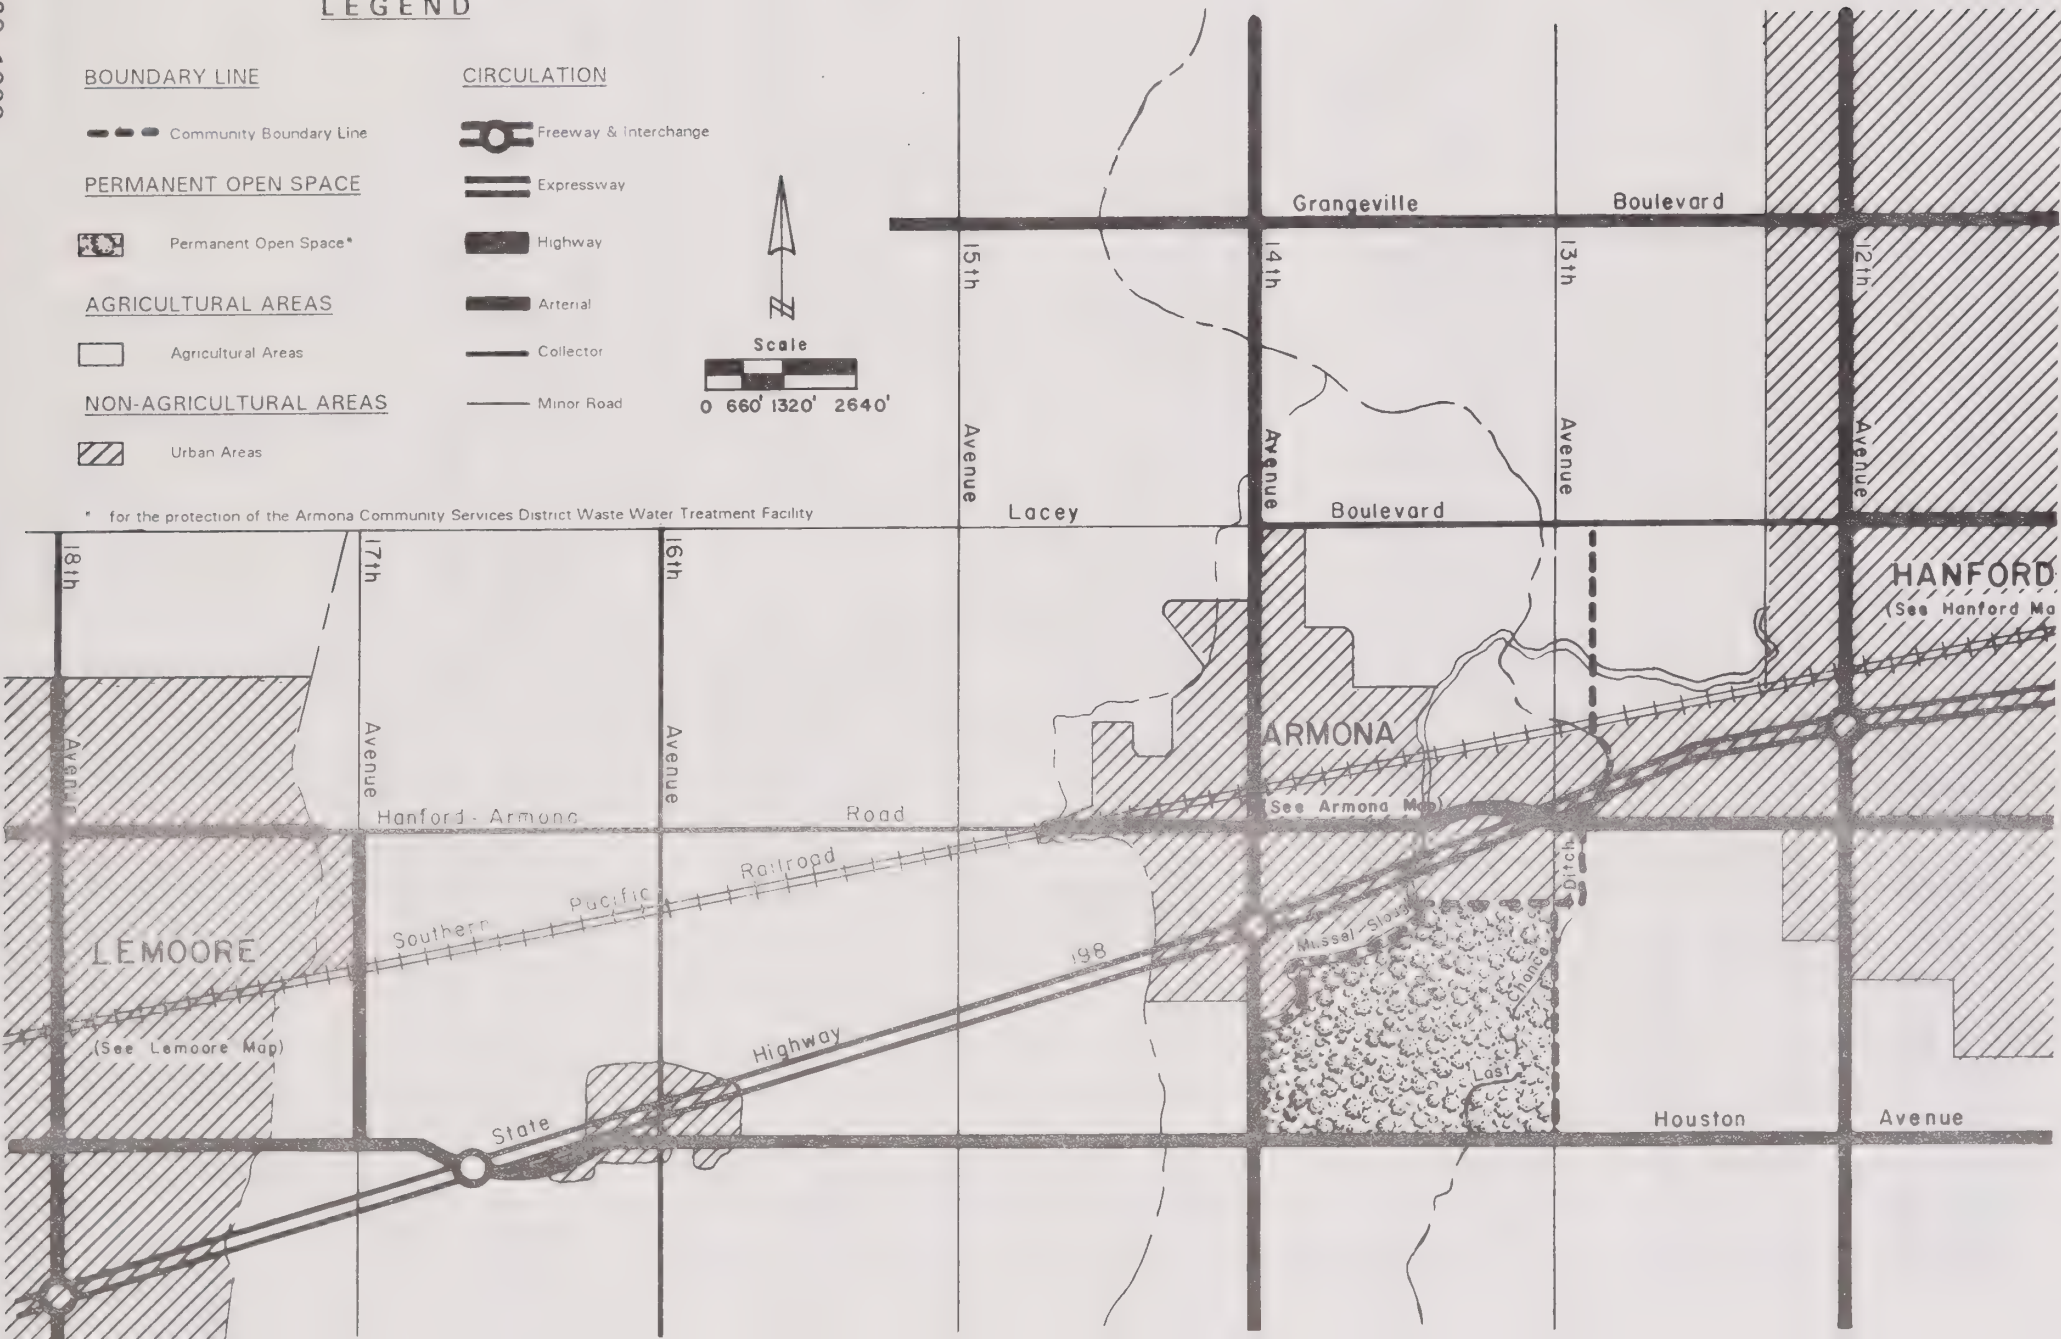 LEGEND
BOUNDARY LINE
Community Boundary Line
PERMANENT OPEN SPACE
Permanent Open Space*
AGRICULTURAL AREAS
Agricultural Areas
NON-AGRICULTURAL AREAS
Urban Areas
CIRCULATION
Freeway & Interchange
Expressway
Highway
Arterial
Collector
Minor Road
N
Scale
0 660' 1320' 2640'
* for the protection of the Armona Community Services District Waste Water Treatment Facility
Grangeville Boulevard
15th Avenue
14th Avenue
13th Avenue
12th Avenue
Lacey Boulevard
18th Avenue
17th Avenue
16th Avenue
HANFORD
(See Hanford Ma
ARMONA
(See Armona Map)
Hanford - Armona Road
Southern Pacific Railroad
LEMOORE
(See Lemoore Map)
State Highway 198
Mussel Slough
Last Chance Ditch
Houston Avenue